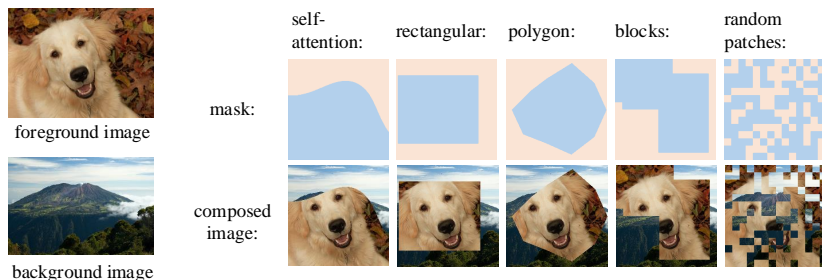 self-
attention:
rectangular:
polygon:
blocks:
random
patches:
foreground image
mask:
composed
image:
background image